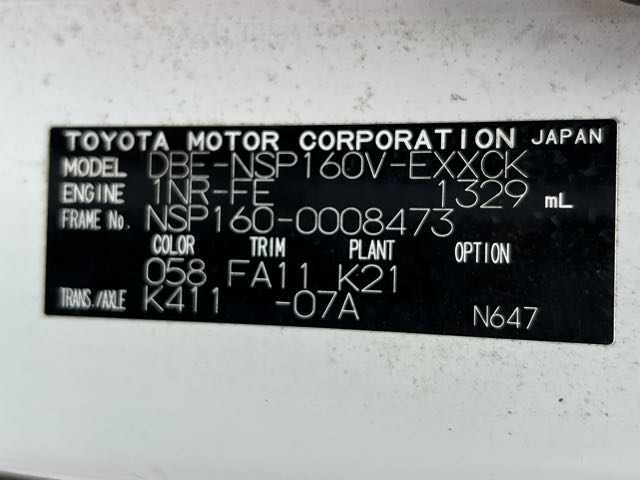 TOYOTA MOTOR CORPORATION JAPAN
MODEL DBE-NSP160V-EXXCK
ENGINE 1NR-FE 1329 mL
FRAME No. NSP160-0008473
COLOR TRIM PLANT OPTION
058 FA11 K21
TRANS./AXLE K411 -07A N647